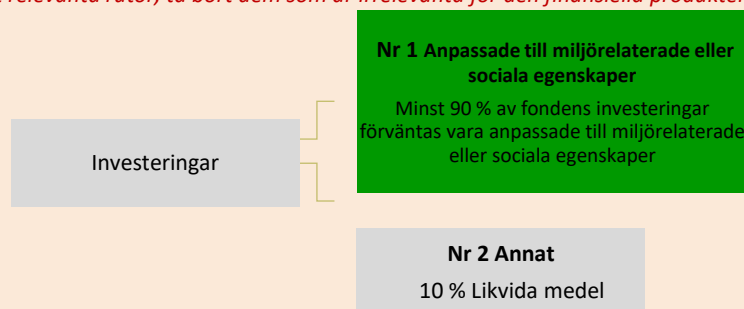 relevanta rutor, ta bort dem som är irrelevanta för den finansiella produkten
Nr 1 Anpassade till miljörelaterade eller
sociala egenskaper
Minst 90 % av fondens investeringar
förväntas vara anpassade till miljörelaterade
eller sociala egenskaper
Investeringar
Nr 2 Annat
10 % Likvida medel